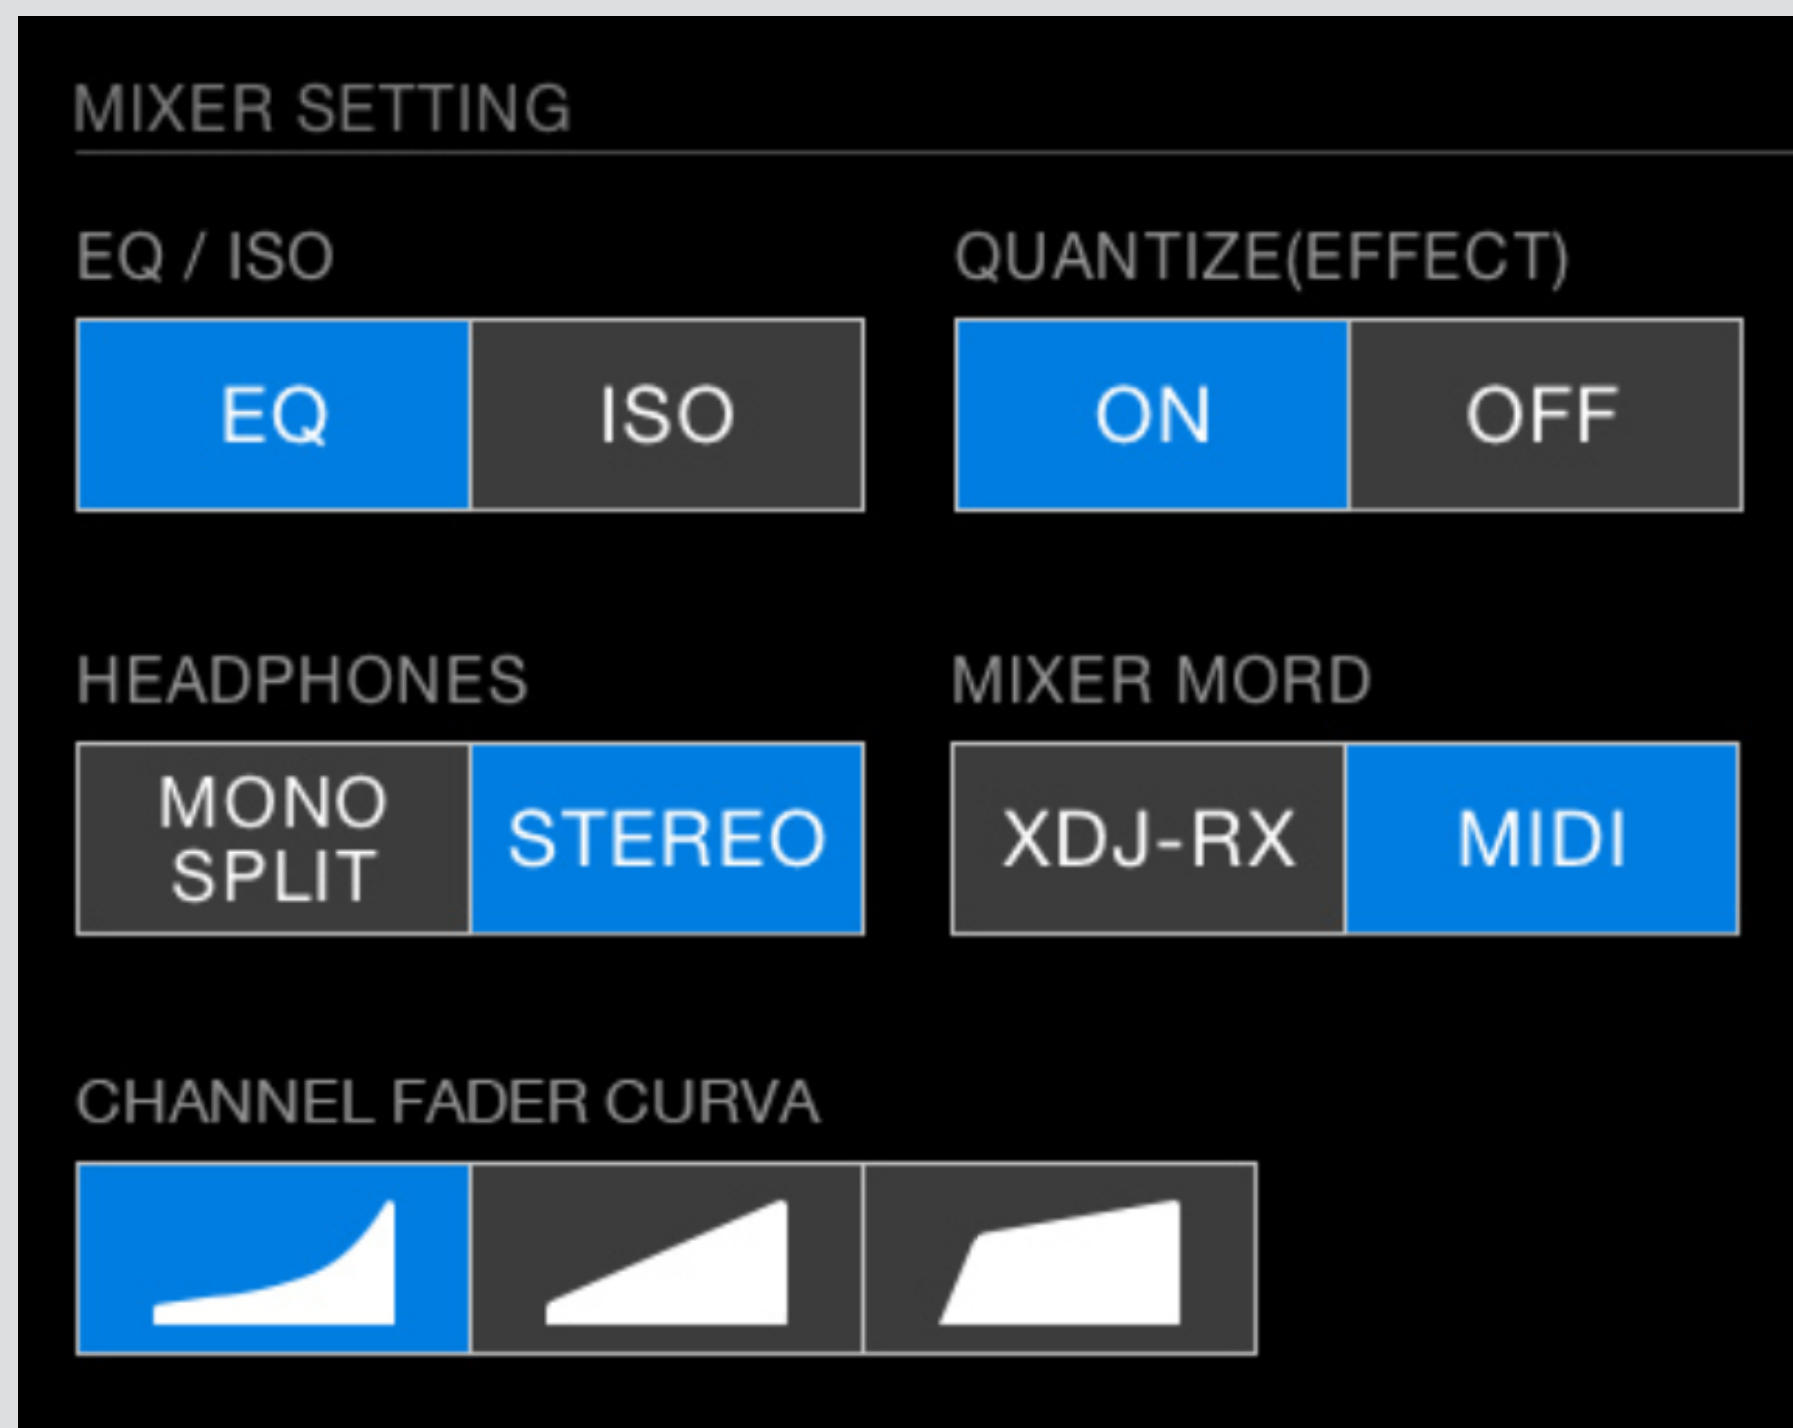 MIXER SETTING
EQ / ISO
QUANTIZE(EFFECT)
EQ
ISO
ON
OFF
HEADPHONES
MIXER MORD
MONO
SPLIT
STEREO
XDJ-RX
MIDI
CHANNEL FADER CURVA